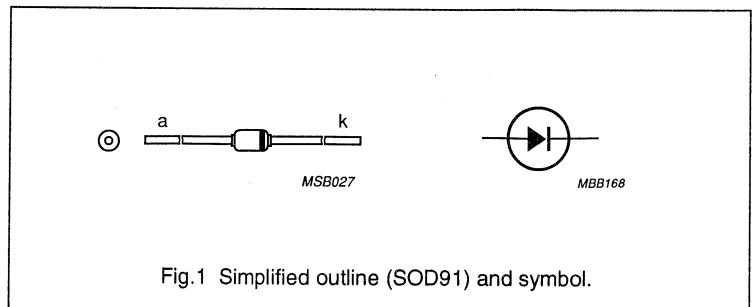 a k
MSB027 MBB168
Fig.1 Simplified outline (SOD91) and symbol.